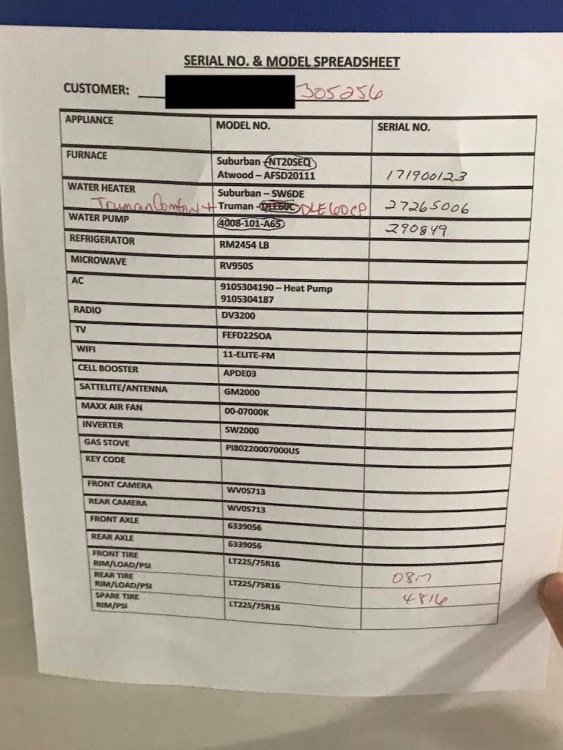 SERIAL NO. & MODEL SPREADSHEET
CUSTOMER: 305256
APPLIANCE MODEL NO. SERIAL NO.
FURNACE Suburban - NT20SEQ
Atwood – AFSD20111 171900123
WATER HEATER Suburban – SW6DE
Truman Comfort + Truman - DLE60C DLE60CP 27265006
WATER PUMP 4008-101-A65 290849
REFRIGERATOR RM2454 LB
MICROWAVE RV950S
AC 9105304190 – Heat Pump
9105304187
RADIO DV3200
TV FEFD22SOA
WIFI 11-ELITE-FM
CELL BOOSTER APDE03
SATTELITE/ANTENNA GM2000
MAXX AIR FAN 00-07000K
INVERTER SW2000
GAS STOVE PI80220007000US
KEY CODE
FRONT CAMERA WV0S713
REAR CAMERA WV0S713
FRONT AXLE 6339056
REAR AXLE 6339056
FRONT TIRE
RIM/LOAD/PSI LT225/75R16
REAR TIRE
RIM/LOAD/PSI LT225/75R16 0817
SPARE TIRE
RIM/PSI LT225/75R16 4816